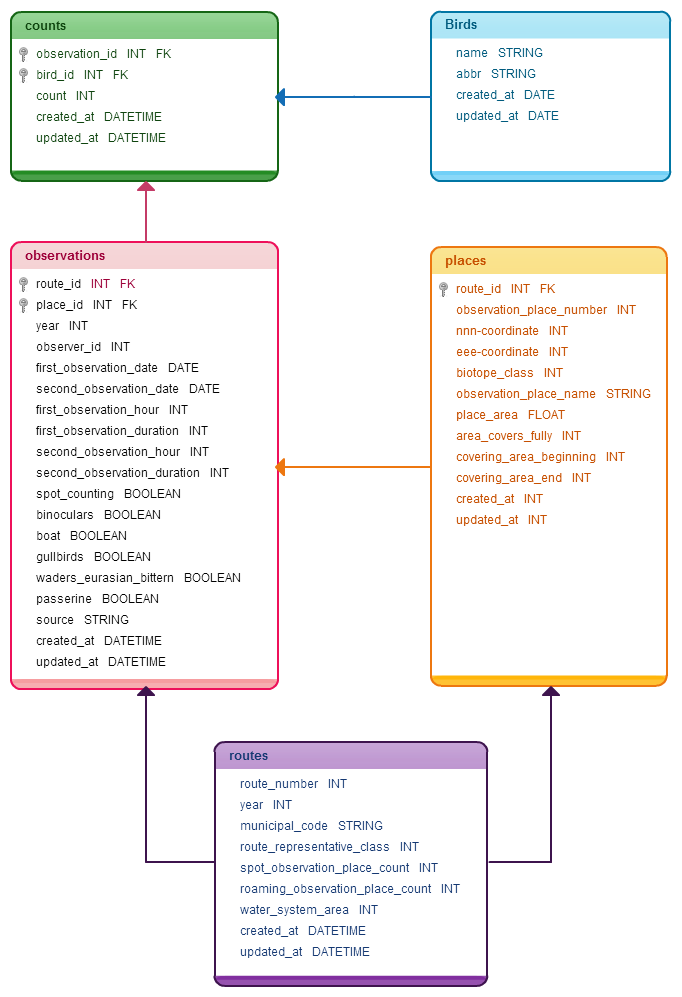 counts
observation_id INT FK
bird_id INT FK
count INT
created_at DATETIME
updated_at DATETIME
Birds
name STRING
abbr STRING
created_at DATE
updated_at DATE
observations
route_id INT FK
place_id INT FK
year INT
observer_id INT
first_observation_date DATE
second_observation_date DATE
first_observation_hour INT
first_observation_duration INT
second_observation_hour INT
second_observation_duration INT
spot_counting BOOLEAN
binoculars BOOLEAN
boat BOOLEAN
gullbirds BOOLEAN
waders_eurasian_bittern BOOLEAN
passerine BOOLEAN
source STRING
created_at DATETIME
updated_at DATETIME
places
route_id INT FK
observation_place_number INT
nnn-coordinate INT
eee-coordinate INT
biotope_class INT
observation_place_name STRING
place_area FLOAT
area_covers_fully INT
covering_area_beginning INT
covering_area_end INT
created_at INT
updated_at INT
routes
route_number INT
year INT
municipal_code STRING
route_representative_class INT
spot_observation_place_count INT
roaming_observation_place_count INT
water_system_area INT
created_at DATETIME
updated_at DATETIME